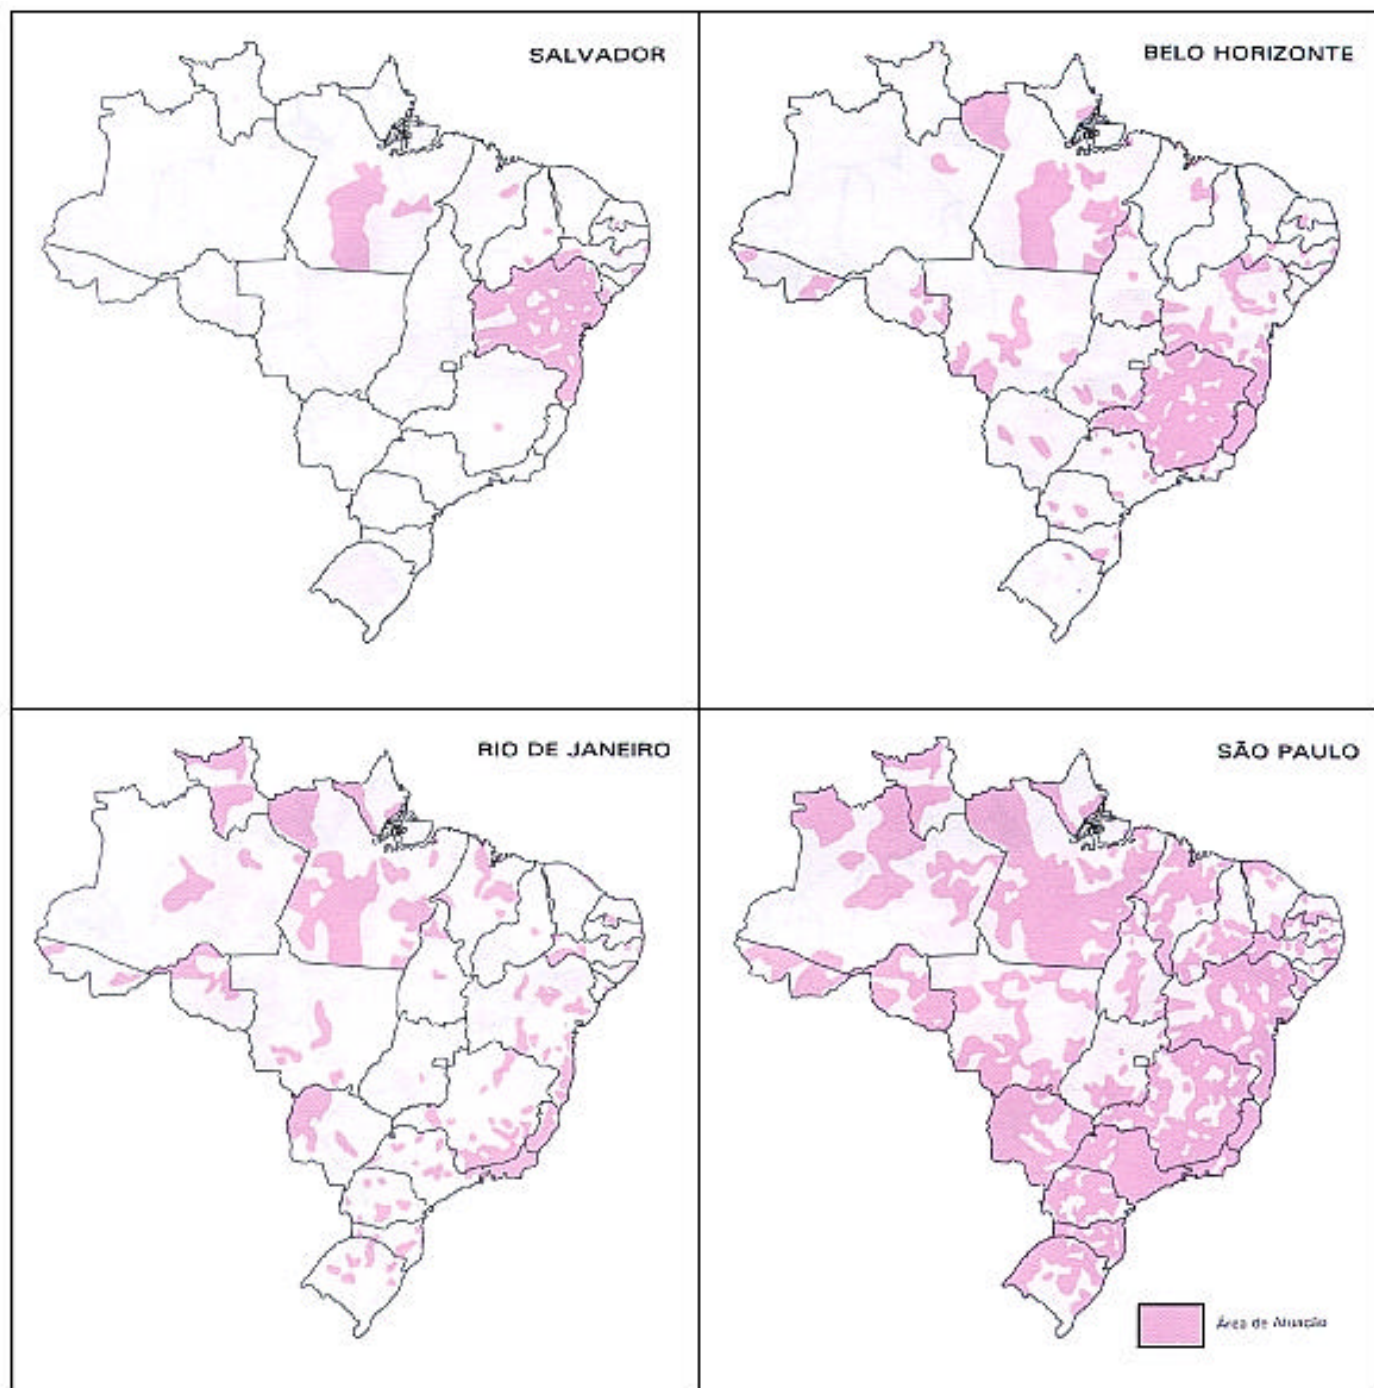 SALVADOR
BELO HORIZONTE
RIO DE JANEIRO
SÃO PAULO
Área de Atuação